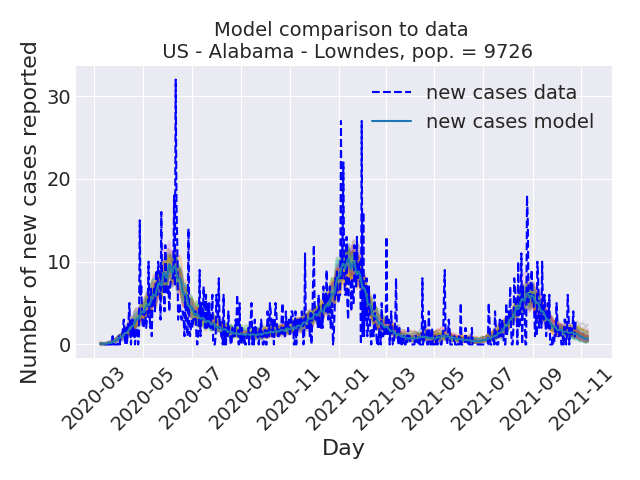 Model comparison to data
US - Alabama - Lowndes, pop. = 9726
Number of new cases reported
30
20
10
0
new cases data
new cases model
2020-03
2020-05
2020-07
2020-09
2020-11
2021-01
2021-03
2021-05
2021-07
2021-09
2021-11
Day